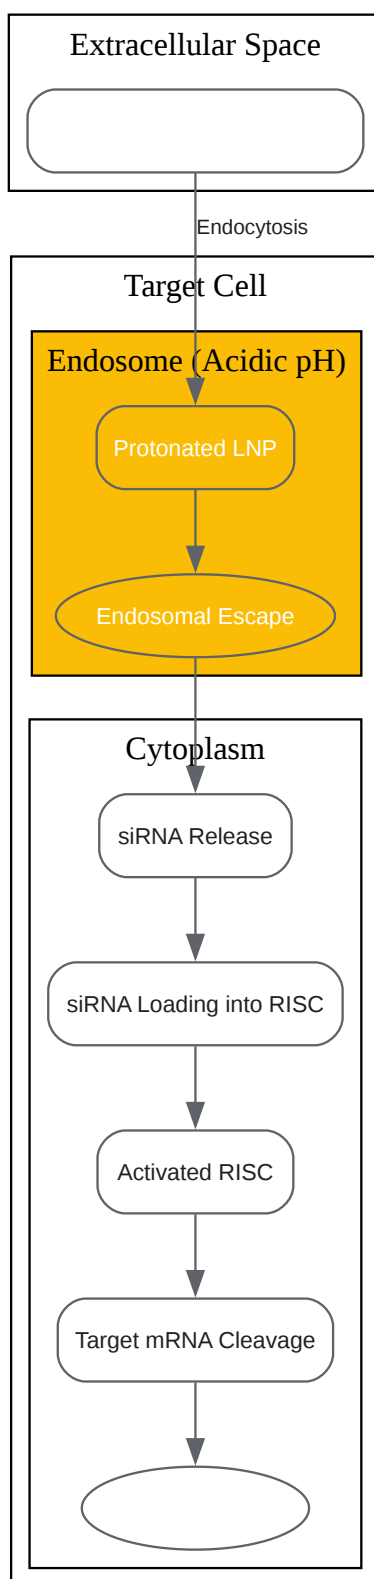 Extracellular Space
Endocytosis
Target Cell
Endosome (Acidic pH)
Protonated LNP
Endosomal Escape
Cytoplasm
siRNA Release
siRNA Loading into RISC
Activated RISC
Target mRNA Cleavage